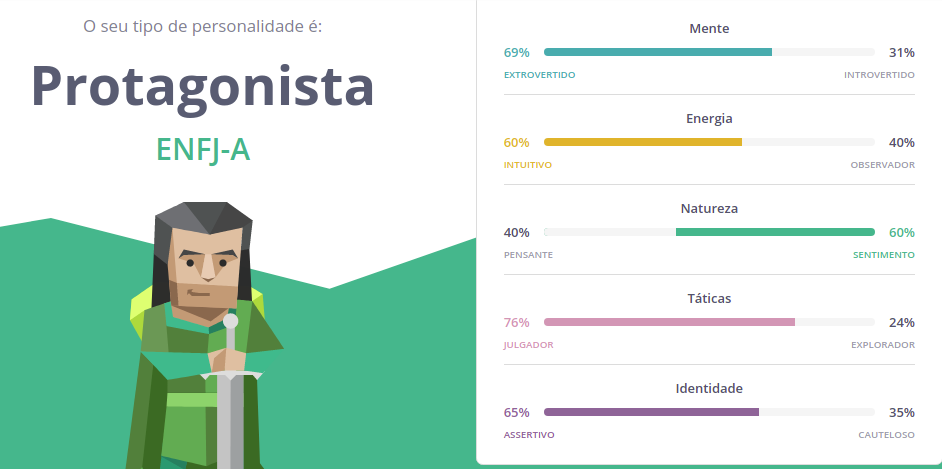 O seu tipo de personalidade é:
Protagonista
ENFJ-A
Mente
69% 31%
EXTROVERTIDO INTROVERTIDO
Energia
60% 40%
INTUITIVO OBSERVADOR
Natureza
40% 60%
PENSANTE SENTIMENTO
Táticas
76% 24%
JULGADOR EXPLORADOR
Identidade
65% 35%
ASSERTIVO CAUTELOSO